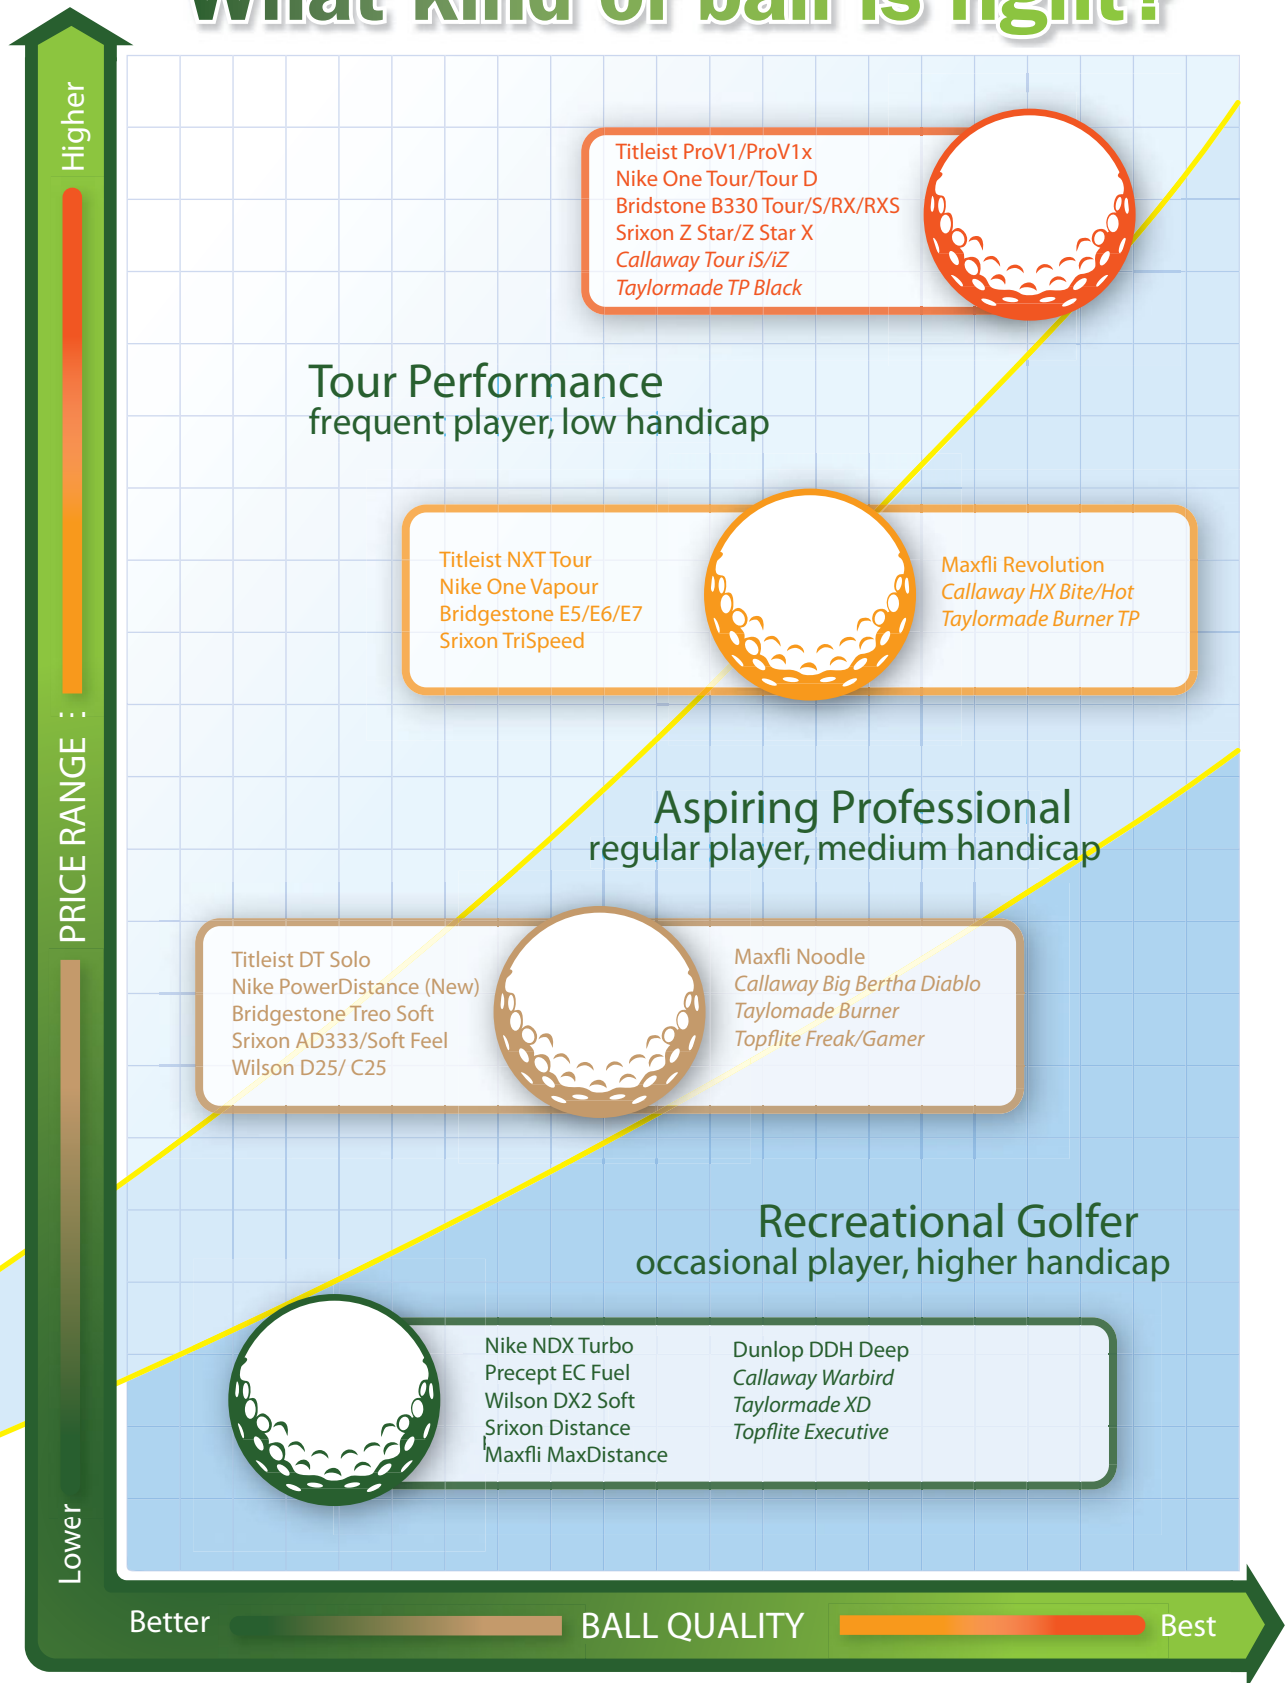 What kind of ball is right?
Higher
Titleist ProV1/ProV1x
Nike One Tour/Tour D
Bridstone B330 Tour/S/RX/RXS
Srixon Z Star/Z Star X
Callaway Tour iS/iZ
Taylormade TP Black
Tour Performance
frequent player, low handicap
Titleist NXT Tour
Nike One Vapour
Bridgestone E5/E6/E7
Srixon TriSpeed
Maxfli Revolution
Callaway HX Bite/Hot
Taylormade Burner TP
PRICE RANGE
Aspiring Professional
regular player, medium handicap
Titleist DT Solo
Nike PowerDistance (New)
Bridgestone Treo Soft
Srixon AD333/Soft Feel
Wilson D25/ C25
Maxfli Noodle
Callaway Big Bertha Diablo
Taylomade Burner
Topflite Freak/Gamer
Recreational Golfer
occasional player, higher handicap
Nike NDX Turbo
Precept EC Fuel
Wilson DX2 Soft
Srixon Distance
Maxfli MaxDistance
Dunlop DDH Deep
Callaway Warbird
Taylormade XD
Topflite Executive
Lower
Better
BALL QUALITY
Best